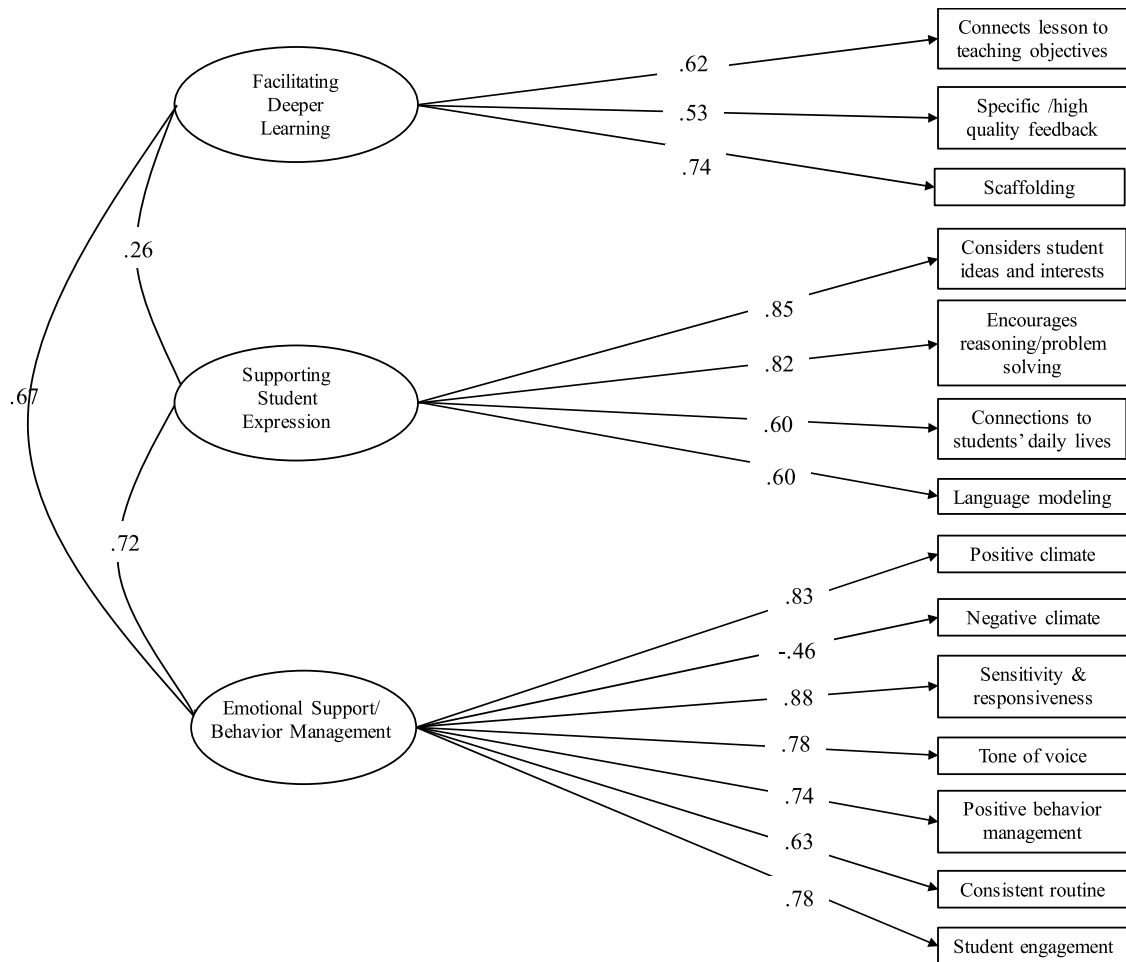 Facilitating
Deeper
Learning
.62
.53
.74
Connects lesson to
teaching objectives
Specific /high
quality feedback
Scaffolding
.26
.67
.72
Supporting
Student
Expression
.85
.82
.60
.60
Considers student
ideas and interests
Encourages
reasoning/problem
solving
Connections to
students’ daily lives
Language modeling
Emotional Support/
Behavior Management
.83
-.46
.88
.78
.74
.63
.78
Positive climate
Negative climate
Sensitivity &
responsiveness
Tone of voice
Positive behavior
management
Consistent routine
Student engagement